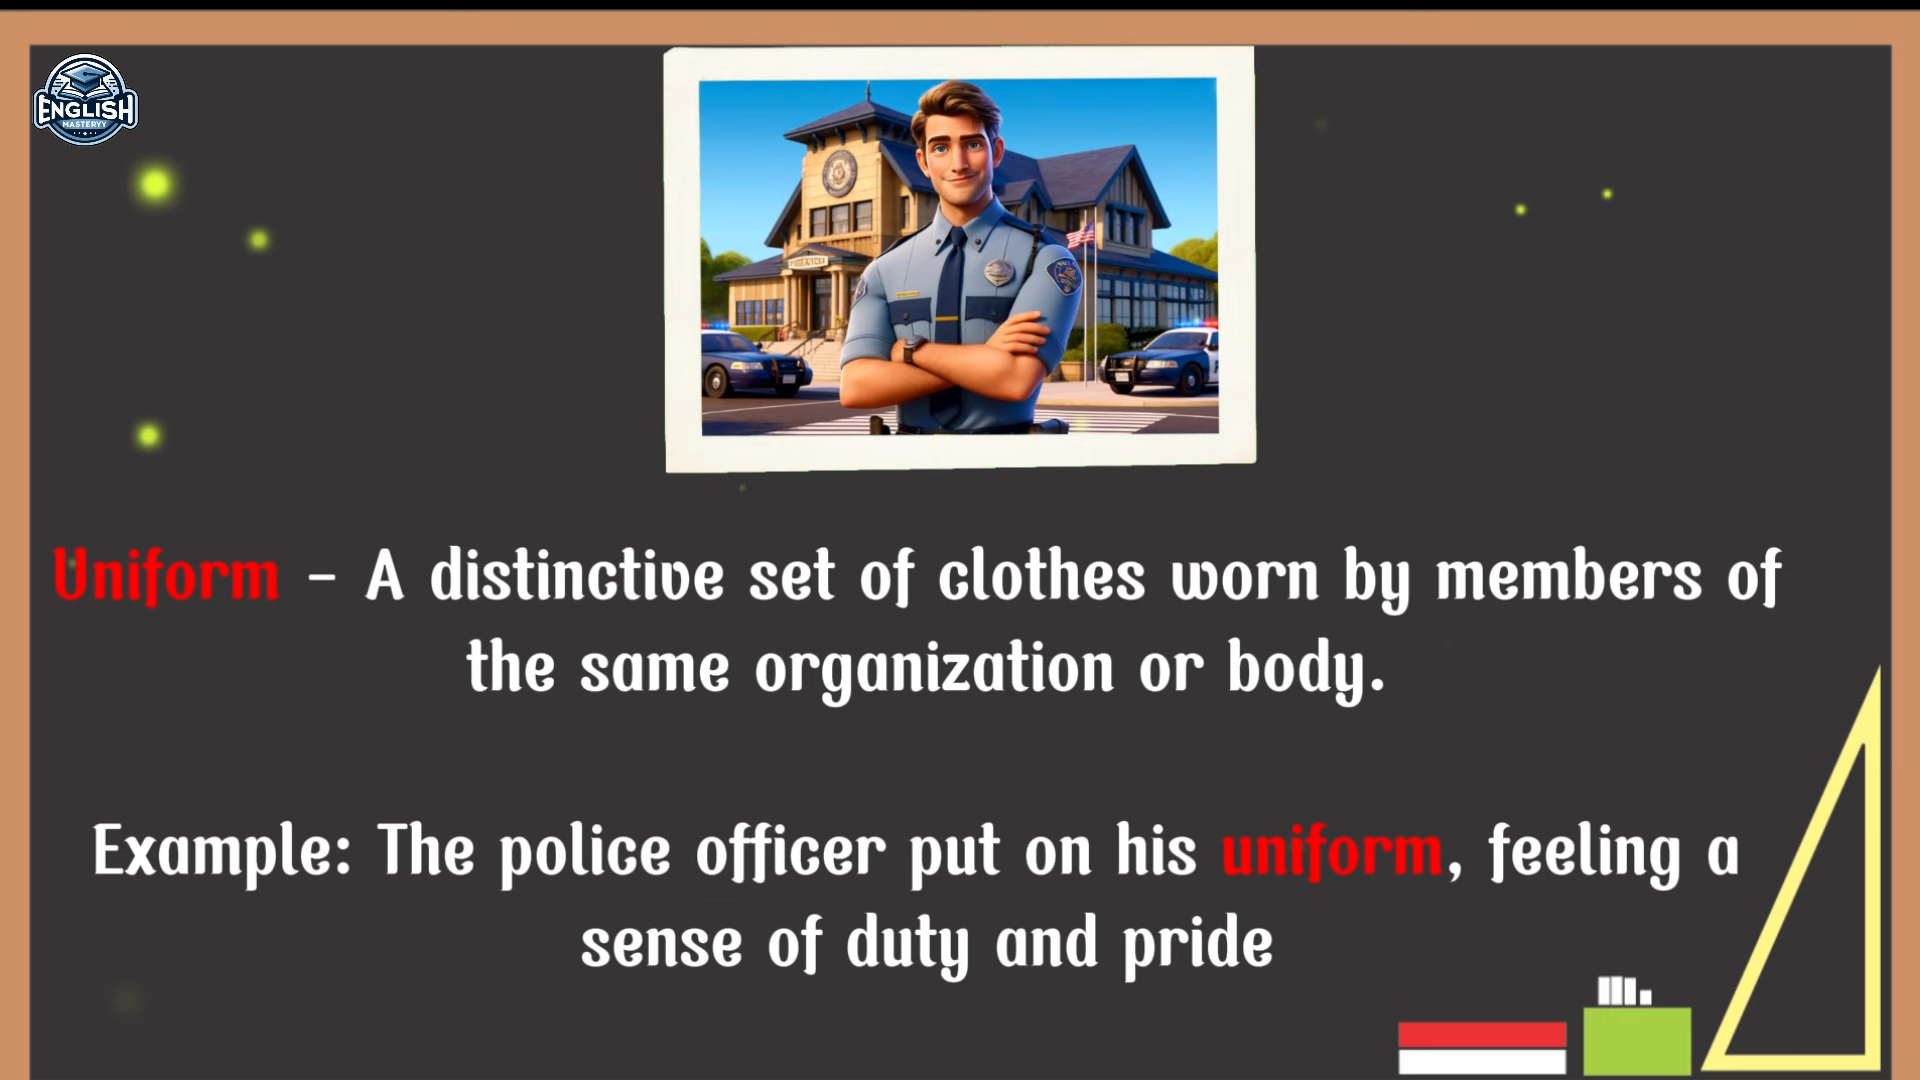 ENGLISH
MASTERYY
Uniform - A distinctive set of clothes worn by members of
the same organization or body.
Example: The police officer put on his uniform, feeling a
sense of duty and pride